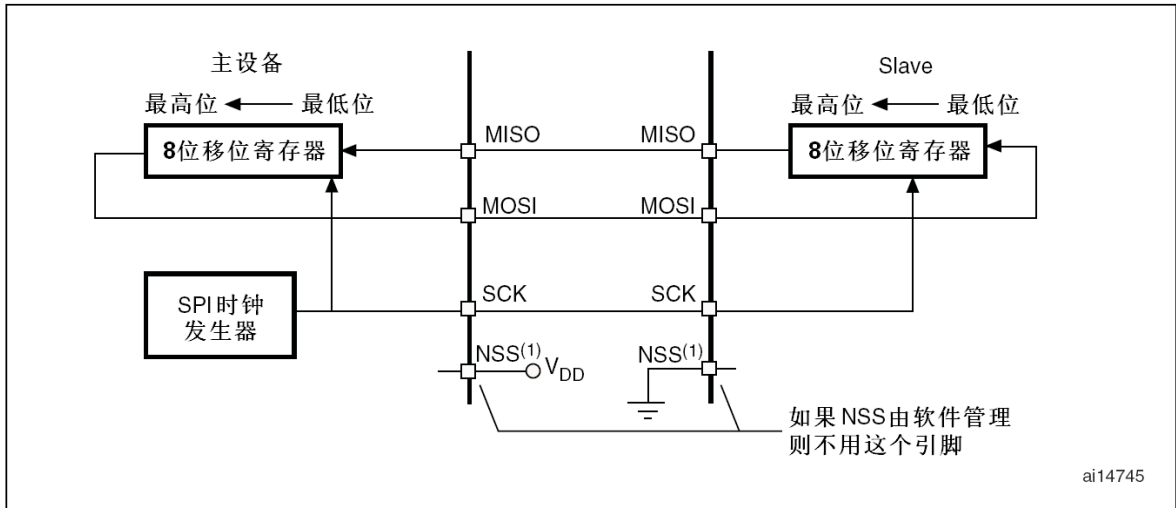 主设备
Slave
最高位 最低位
最高位 最低位
8位移位寄存器
MISO
MISO
8位移位寄存器
MOSI
MOSI
SPI时钟
发生器
SCK
SCK
NSS(1)
VDD
NSS(1)
如果NSS由软件管理
则不用这个引脚
ai14745